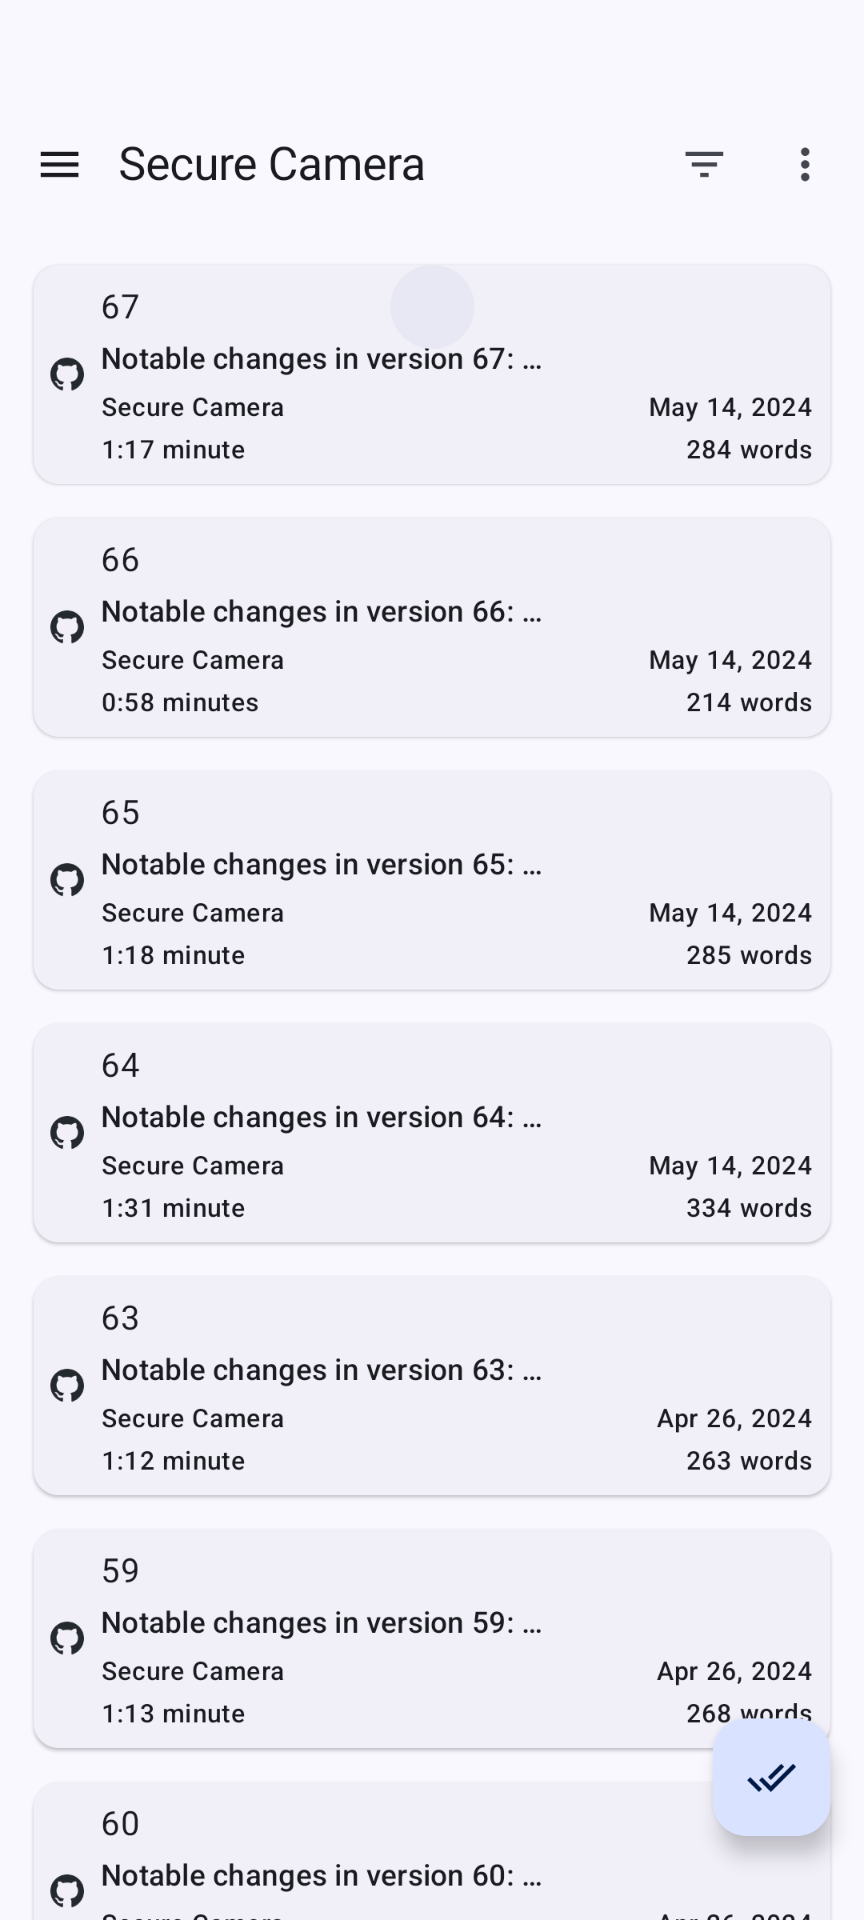 Secure Camera
67
Notable changes in version 67: ...
Secure Camera May 14, 2024
1:17 minute 284 words
66
Notable changes in version 66: ...
Secure Camera May 14, 2024
0:58 minutes 214 words
65
Notable changes in version 65: ...
Secure Camera May 14, 2024
1:18 minute 285 words
64
Notable changes in version 64: ...
Secure Camera May 14, 2024
1:31 minute 334 words
63
Notable changes in version 63: ...
Secure Camera Apr 26, 2024
1:12 minute 263 words
59
Notable changes in version 59: ...
Secure Camera Apr 26, 2024
1:13 minute 268 words
60
Notable changes in version 60: ...
Secure Camera Apr 26, 2024